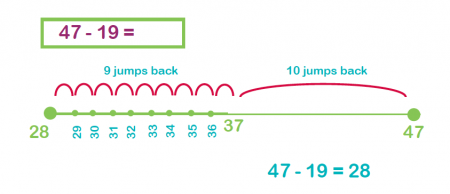 47 - 19 =
9 jumps back 10 jumps back
28 29 30 31 32 33 34 35 36 37 47
47 - 19 = 28